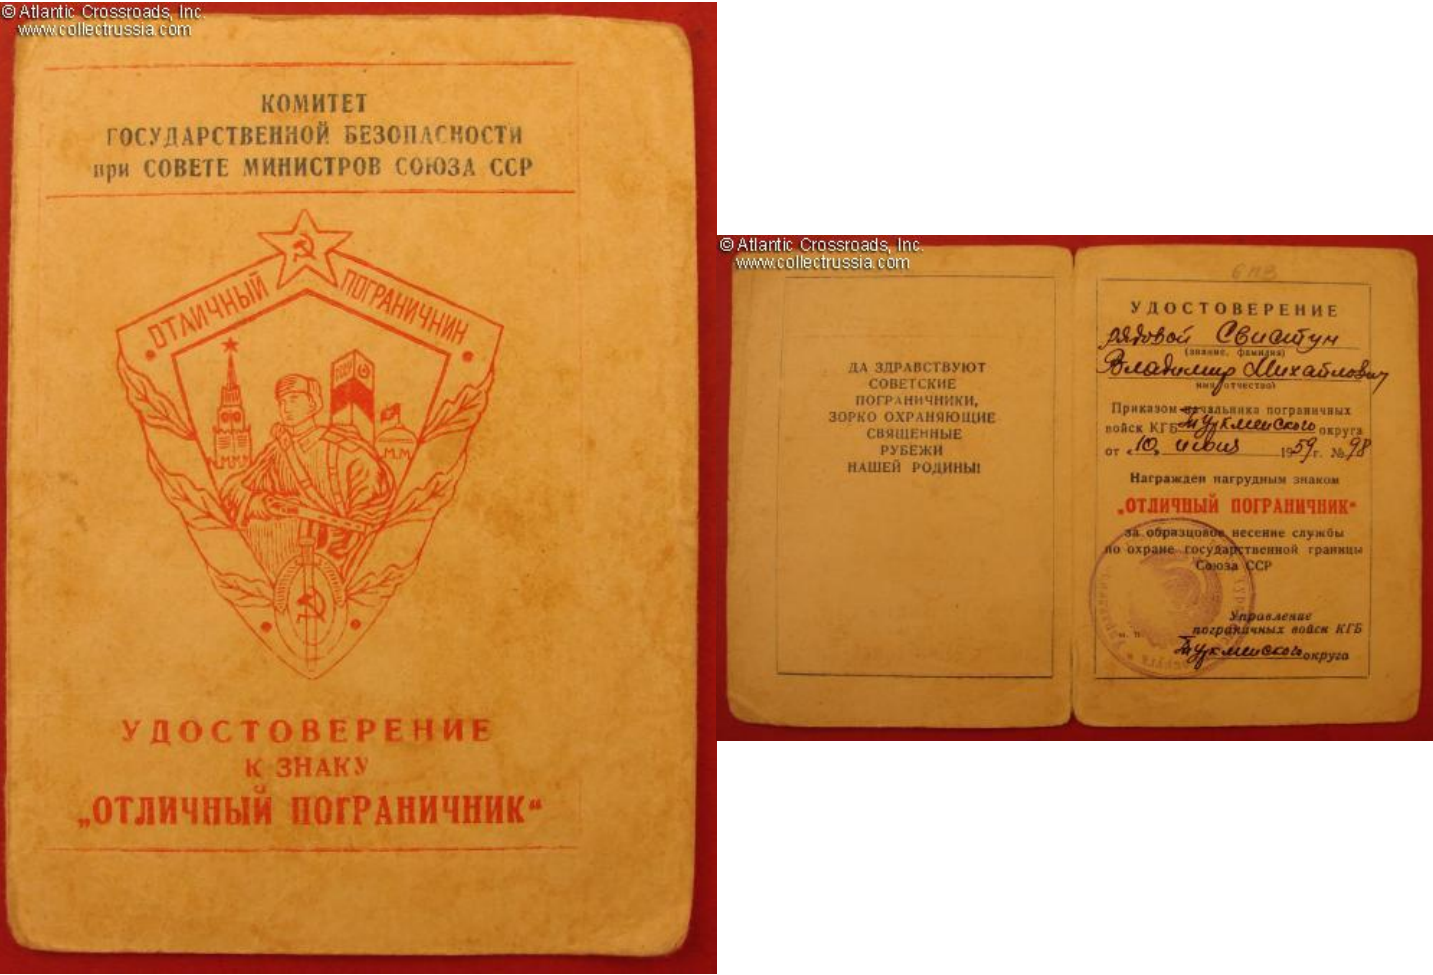 © Atlantic Crossroads, Inc.
www.collectrussia.com
КОМИТЕТ
ГОСУДАРСТВЕННОЙ БЕЗОПАСНОСТИ
при СОВЕТЕ МИНИСТРОВ СОЮЗА ССР
ОТЛИЧНЫЙ ПОГРАНИЧНИК
УДОСТОВЕРЕНИЕ
К ЗНАКУ
„ОТЛИЧНЫЙ ПОГРАНИЧНИК“
© Atlantic Crossroads, Inc.
www.collectrussia.com
ДА ЗДРАВСТВУЮТ
СОВЕТСКИЕ
ПОГРАНИЧНИКИ,
ЗОРКО ОХРАНЯЮЩИЕ
СВЯЩЕННЫЕ
РУБЕЖИ
НАШЕЙ РОДИНЫ!
УДОСТОВЕРЕНИЕ
рядовой Свистун
(звание, фамилия)
Владимир Михайлович
имя отчество)
Приказом начальника пограничных
войск КГБ Туркменского округа
от «10» июня 1959 г. № 98
Награжден нагрудным знаком
„ОТЛИЧНЫЙ ПОГРАНИЧНИК“
за образцовое несение службы
по охране государственной границы
Союза ССР
Управление
м. п. пограничных войск КГБ
Туркменского округа